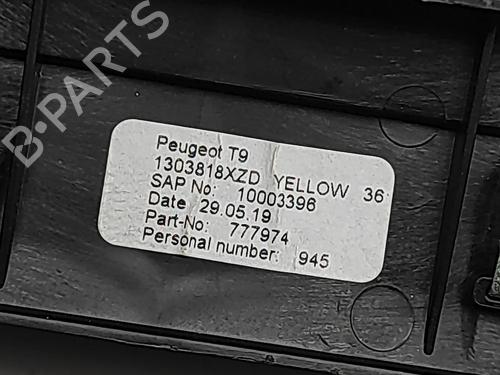 B-PARTS
Peugeot T9
1303818XZD YELLOW 36
SAP No: 10003396
Date 29.05.19
Part-No: 777974
Personal number: 945